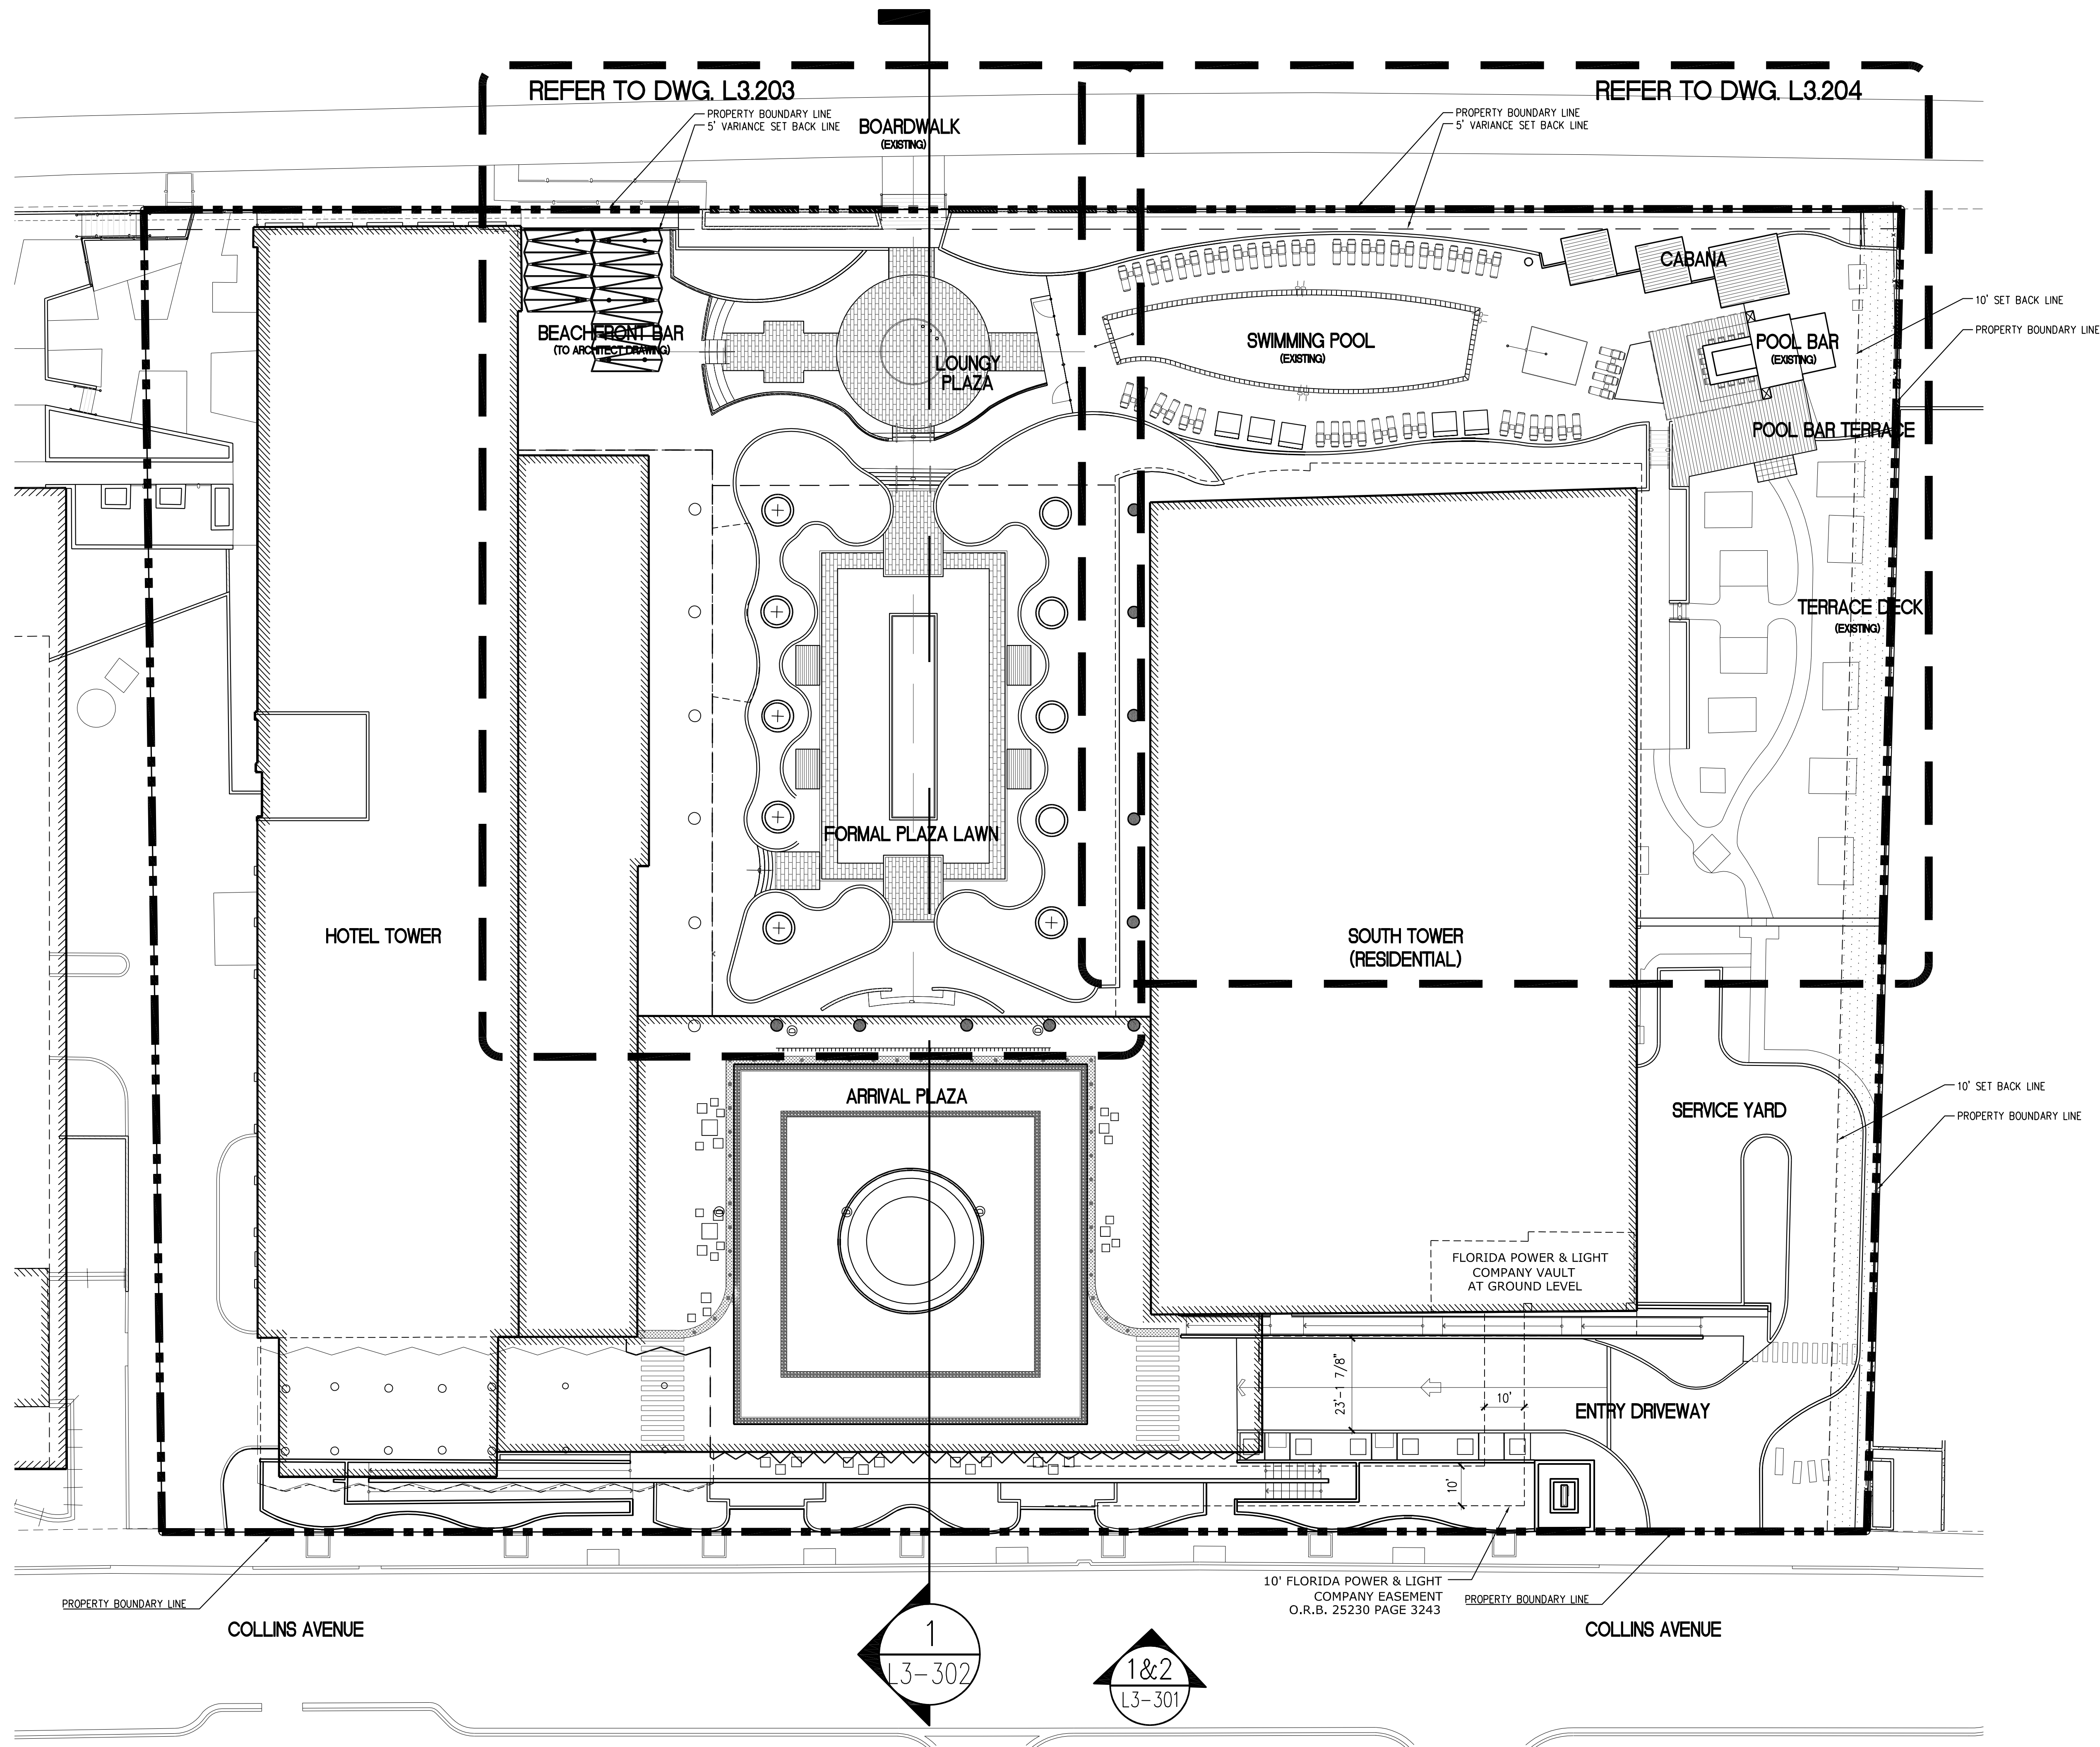 REFER TO DWG. L3.203
REFER TO DWG. L3.204
PROPERTY BOUNDARY LINE
5' VARIANCE SET BACK LINE
BOARDWALK
(EXISTING)
PROPERTY BOUNDARY LINE
5' VARIANCE SET BACK LINE
CABANA
10' SET BACK LINE
PROPERTY BOUNDARY LINE
BEACHFRONT BAR
(TO ARCHITECT DRAWING)
LOUNGY
PLAZA
SWIMMING POOL
(EXISTING)
POOL BAR
(EXISTING)
POOL BAR TERRACE
TERRACE DECK
(EXISTING)
FORMAL PLAZA LAWN
HOTEL TOWER
SOUTH TOWER
(RESIDENTIAL)
ARRIVAL PLAZA
SERVICE YARD
10' SET BACK LINE
PROPERTY BOUNDARY LINE
FLORIDA POWER & LIGHT
COMPANY VAULT
AT GROUND LEVEL
23'-1 7/8"
10'
ENTRY DRIVEWAY
10'
10' FLORIDA POWER & LIGHT
COMPANY EASEMENT
O.R.B. 25230 PAGE 3243
PROPERTY BOUNDARY LINE
PROPERTY BOUNDARY LINE
COLLINS AVENUE
COLLINS AVENUE
1
L3-302
1&2
L3-301